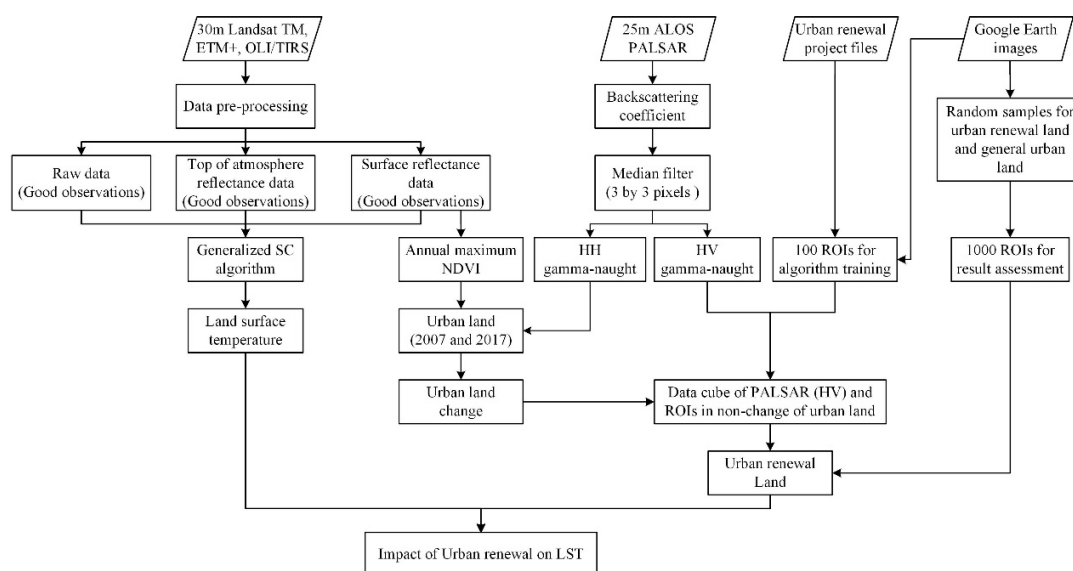 30m Landsat TM,
ETM+, OLI/TIRS
25m ALOS
PALSAR
Urban renewal
project files
Google Earth
images
Data pre-processing
Backscattering
coefficient
Random samples for
urban renewal land
and general urban
land
Raw data
(Good observations)
Top of atmosphere
reflectance data
(Good observations)
Surface reflectance
data
(Good observations)
Median filter
(3 by 3 pixels )
Generalized SC
algorithm
Annual maximum
NDVI
HH
gamma-naught
HV
gamma-naught
100 ROIs for
algorithm training
1000 ROIs for
result assessment
Land surface
temperature
Urban land
(2007 and 2017)
Urban land
change
Data cube of PALSAR (HV) and
ROIs in non-change of urban land
Urban renewal
Land
Impact of Urban renewal on LST